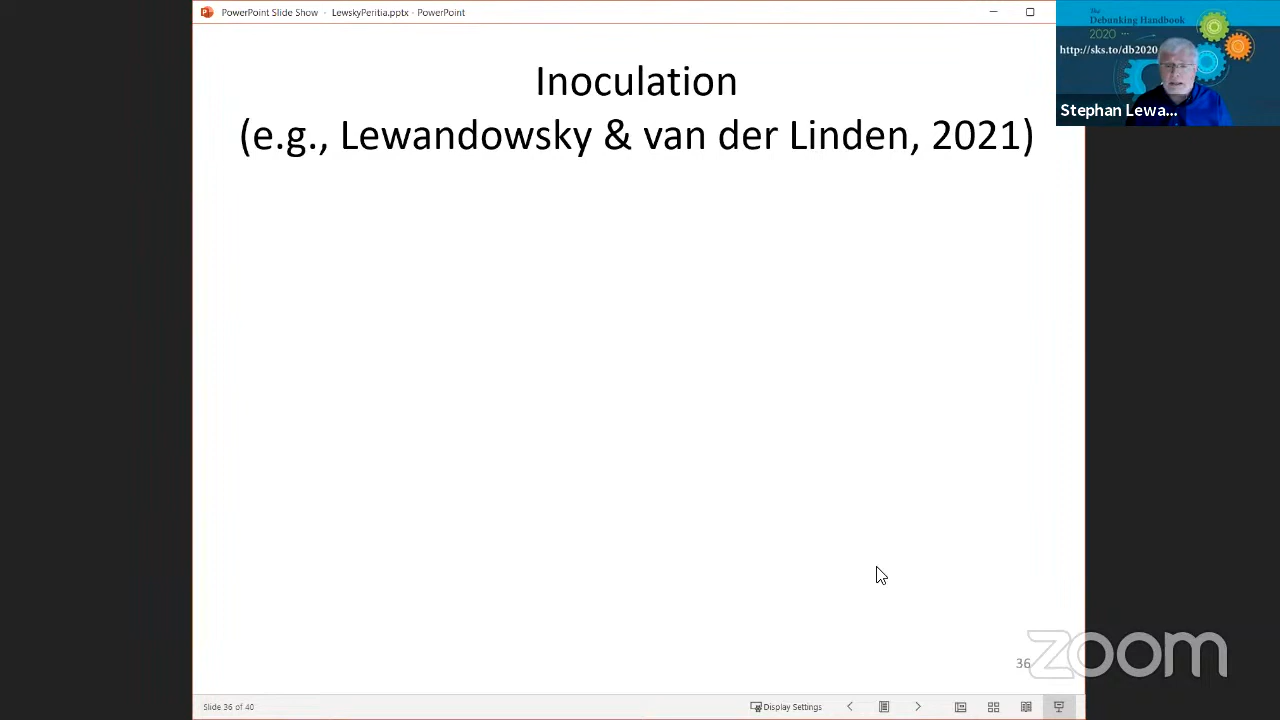 PowerPoint Slide Show - LewskyPeritia.pptx - PowerPoint
The
Debunking Handbook
2020
http://sks.to/db2020
Stephan Lewa...
Inoculation
(e.g., Lewandowsky & van der Linden, 2021)
36
zoom
Slide 36 of 40
Display Settings